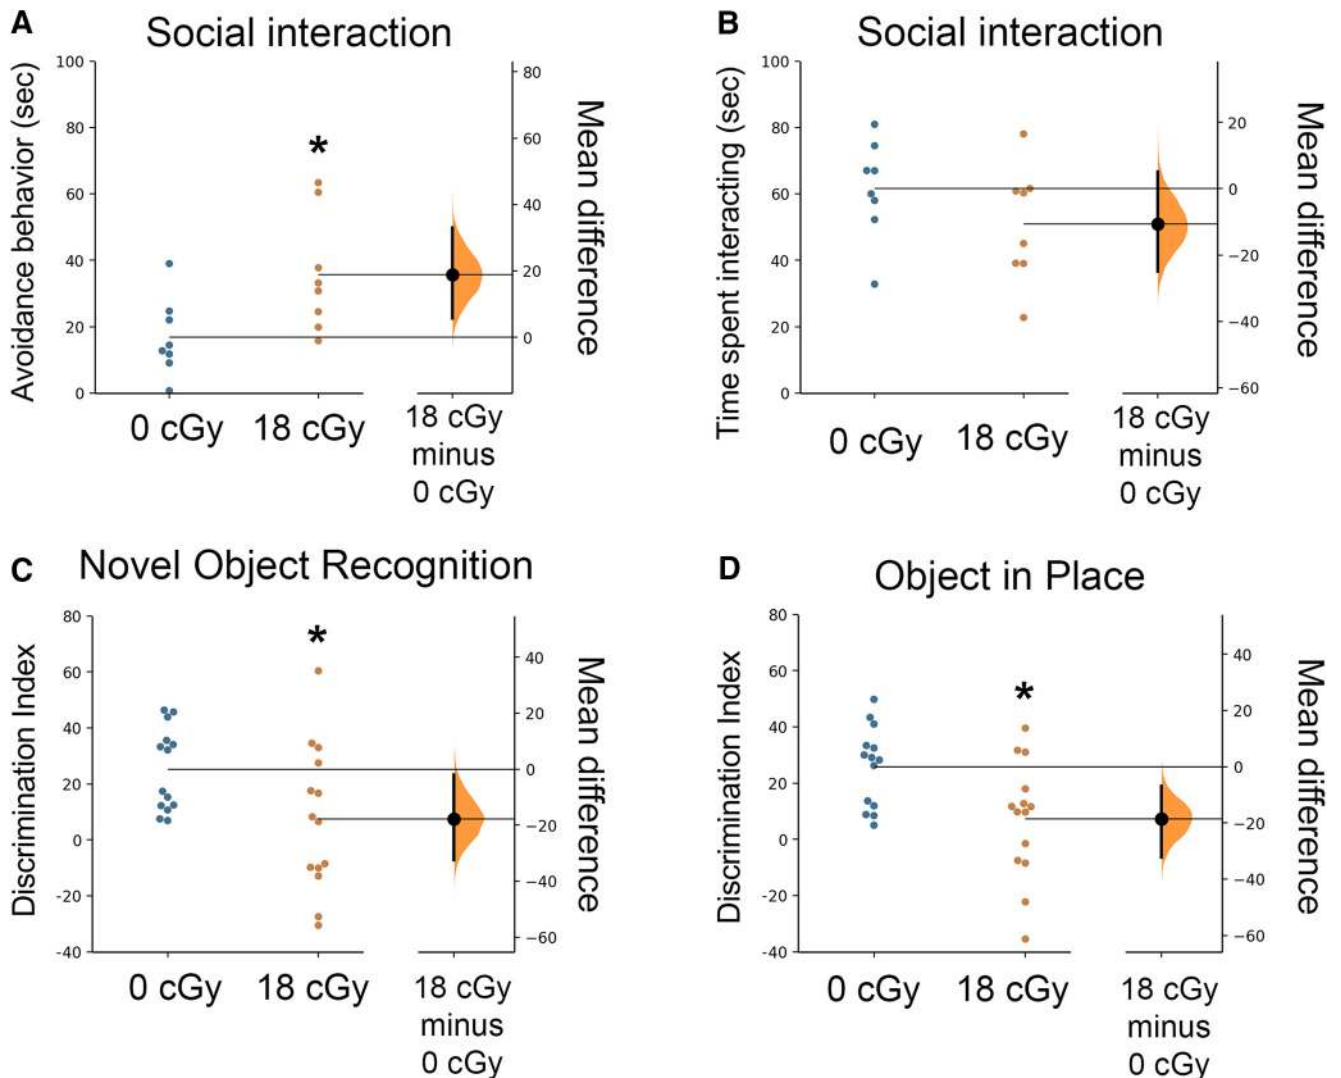 A
Social interaction
Avoidance behavior (sec)
100
80
60
40
20
0
*
80
60
40
20
0
Mean difference
0 cGy
18 cGy
18 cGy
minus
0 cGy
B
Social interaction
Time spent interacting (sec)
100
80
60
40
20
0
20
0
−20
−40
−60
Mean difference
0 cGy
18 cGy
18 cGy
minus
0 cGy
C
Novel Object Recognition
Discrimination Index
80
60
40
20
0
-20
-40
*
40
20
0
−20
−40
−60
Mean difference
0 cGy
18 cGy
18 cGy
minus
0 cGy
D
Object in Place
Discrimination Index
80
60
40
20
0
-20
-40
*
40
20
0
−20
−40
−60
Mean difference
0 cGy
18 cGy
18 cGy
minus
0 cGy